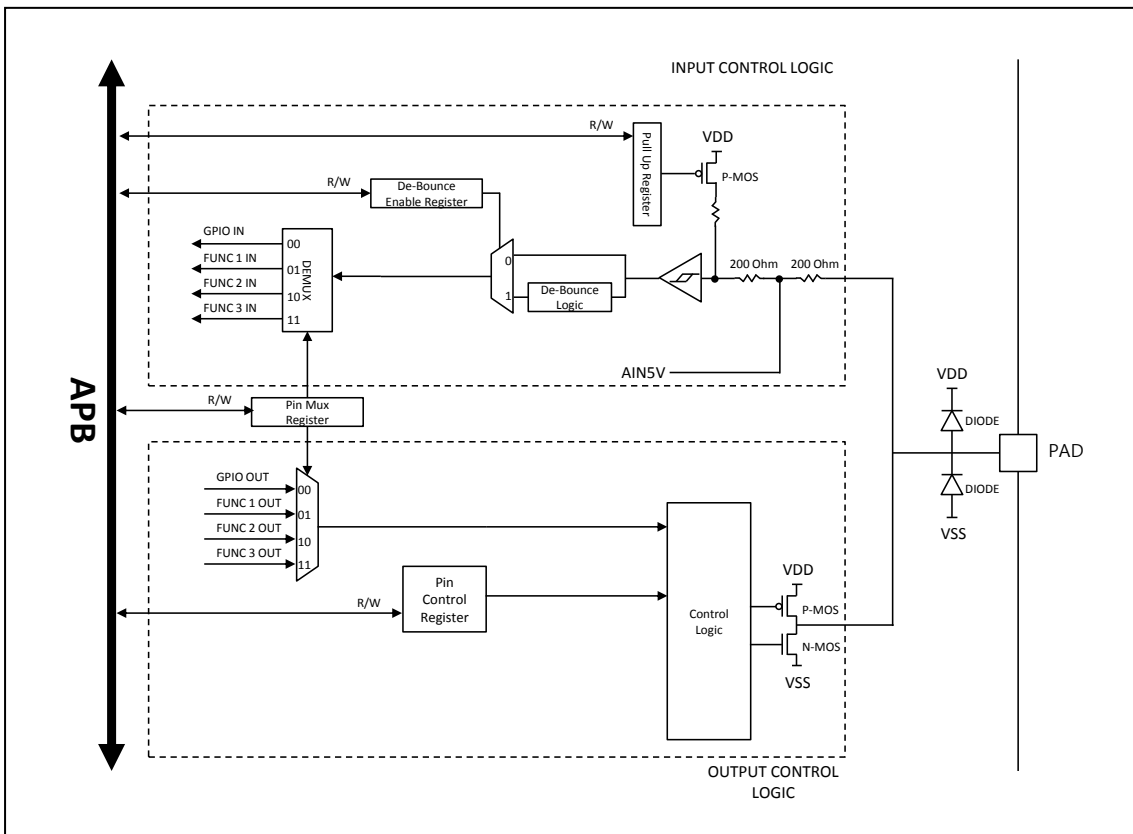 INPUT CONTROL LOGIC
R/W
Pull Up Register
VDD
P-MOS
R/W
De-Bounce
Enable Register
GPIO IN
FUNC 1 IN
FUNC 2 IN
FUNC 3 IN
00
01
10
11
DEMUX
0
1
De-Bounce
Logic
200 Ohm
200 Ohm
AIN5V
APB
R/W
Pin Mux
Register
VDD
DIODE
PAD
DIODE
VSS
GPIO OUT
FUNC 1 OUT
FUNC 2 OUT
FUNC 3 OUT
00
01
10
11
R/W
Pin
Control
Register
Control
Logic
VDD
P-MOS
N-MOS
VSS
OUTPUT CONTROL
LOGIC